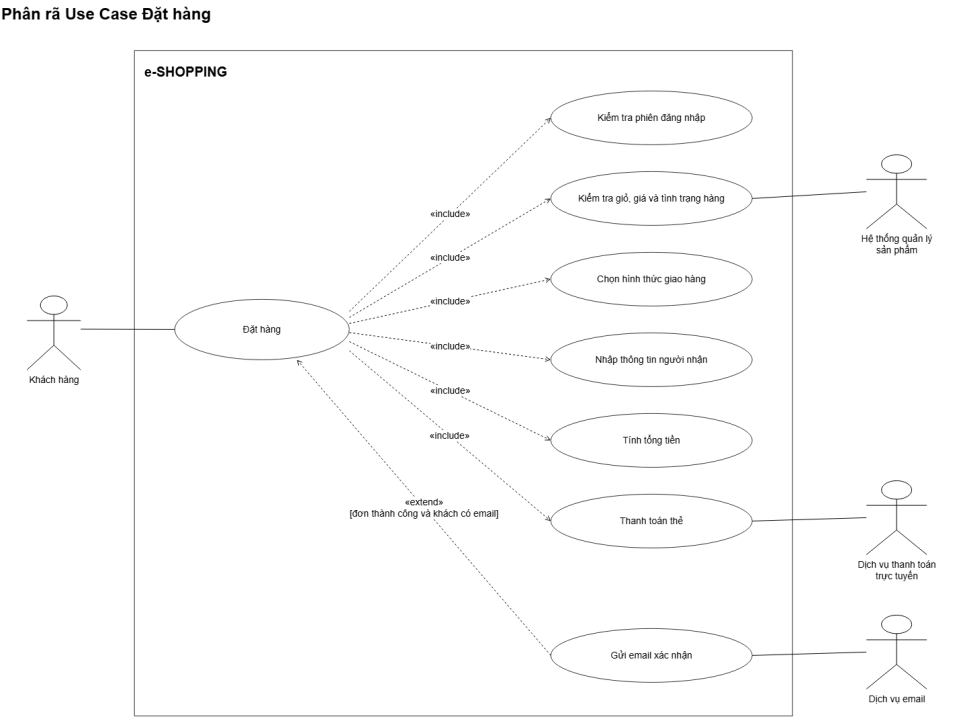 Phân rã Use Case Đặt hàng
e-SHOPPING
Kiểm tra phiên đăng nhập
«include»
Kiểm tra giỏ, giá và tình trạng hàng
Hệ thống quản lý
sản phẩm
«include»
Chọn hình thức giao hàng
«include»
Khách hàng
Đặt hàng
«include»
Nhập thông tin người nhận
«include»
Tính tổng tiền
«include»
«extend»
[đơn thành công và khách có email]
Thanh toán thẻ
Dịch vụ thanh toán
trực tuyến
Gửi email xác nhận
Dịch vụ email